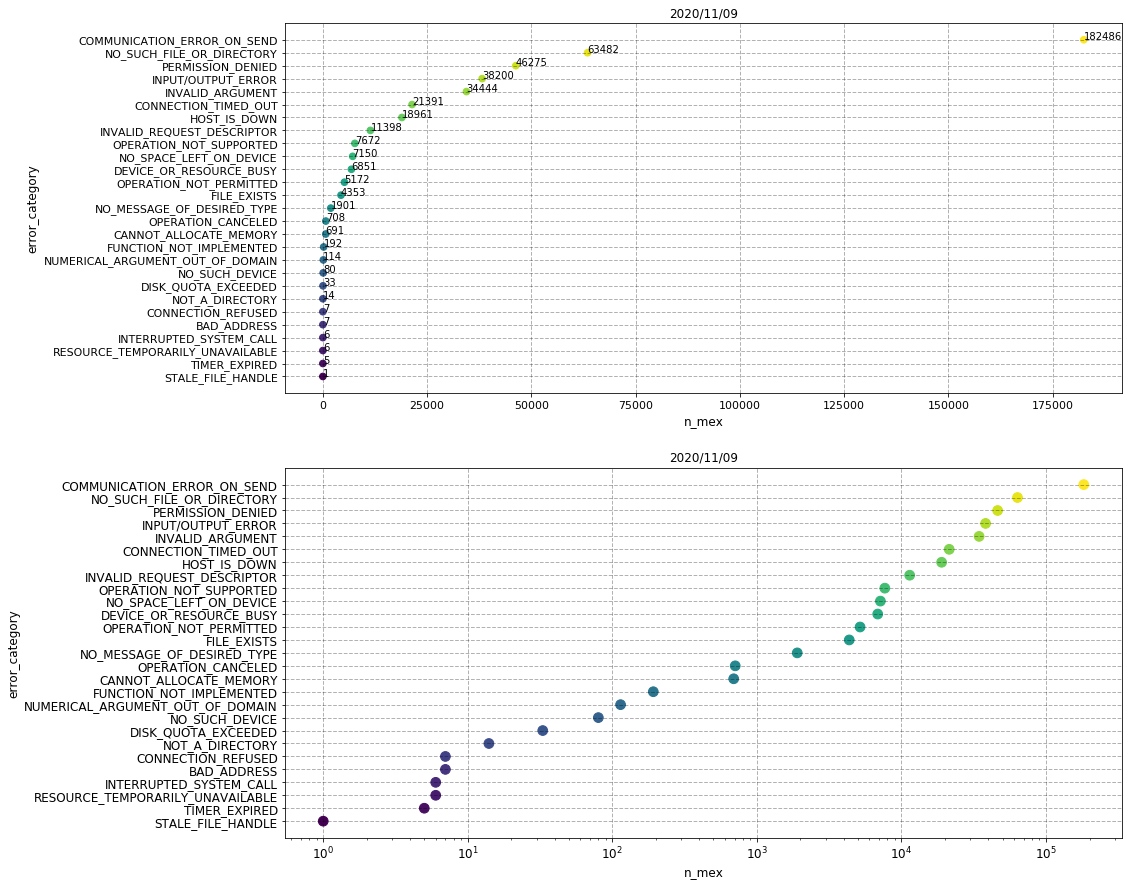 2020/11/09
error_category
COMMUNICATION_ERROR_ON_SEND 182486
NO_SUCH_FILE_OR_DIRECTORY 63482
PERMISSION_DENIED 46275
INPUT/OUTPUT_ERROR 38200
INVALID_ARGUMENT 34444
CONNECTION_TIMED_OUT 21391
HOST_IS_DOWN 18961
INVALID_REQUEST_DESCRIPTOR 11398
OPERATION_NOT_SUPPORTED 7672
NO_SPACE_LEFT_ON_DEVICE 7150
DEVICE_OR_RESOURCE_BUSY 6851
OPERATION_NOT_PERMITTED 5172
FILE_EXISTS 4353
NO_MESSAGE_OF_DESIRED_TYPE 1901
OPERATION_CANCELED 708
CANNOT_ALLOCATE_MEMORY 691
FUNCTION_NOT_IMPLEMENTED 192
NUMERICAL_ARGUMENT_OUT_OF_DOMAIN 114
NO_SUCH_DEVICE 80
DISK_QUOTA_EXCEEDED 33
NOT_A_DIRECTORY 14
CONNECTION_REFUSED 7
BAD_ADDRESS 7
INTERRUPTED_SYSTEM_CALL 6
RESOURCE_TEMPORARILY_UNAVAILABLE 6
TIMER_EXPIRED 5
STALE_FILE_HANDLE 1
0 25000 50000 75000 100000 125000 150000 175000
n_mex
2020/11/09
error_category
COMMUNICATION_ERROR_ON_SEND
NO_SUCH_FILE_OR_DIRECTORY
PERMISSION_DENIED
INPUT/OUTPUT_ERROR
INVALID_ARGUMENT
CONNECTION_TIMED_OUT
HOST_IS_DOWN
INVALID_REQUEST_DESCRIPTOR
OPERATION_NOT_SUPPORTED
NO_SPACE_LEFT_ON_DEVICE
DEVICE_OR_RESOURCE_BUSY
OPERATION_NOT_PERMITTED
FILE_EXISTS
NO_MESSAGE_OF_DESIRED_TYPE
OPERATION_CANCELED
CANNOT_ALLOCATE_MEMORY
FUNCTION_NOT_IMPLEMENTED
NUMERICAL_ARGUMENT_OUT_OF_DOMAIN
NO_SUCH_DEVICE
DISK_QUOTA_EXCEEDED
NOT_A_DIRECTORY
CONNECTION_REFUSED
BAD_ADDRESS
INTERRUPTED_SYSTEM_CALL
RESOURCE_TEMPORARILY_UNAVAILABLE
TIMER_EXPIRED
STALE_FILE_HANDLE
10⁰ 10¹ 10² 10³ 10⁴ 10⁵
n_mex